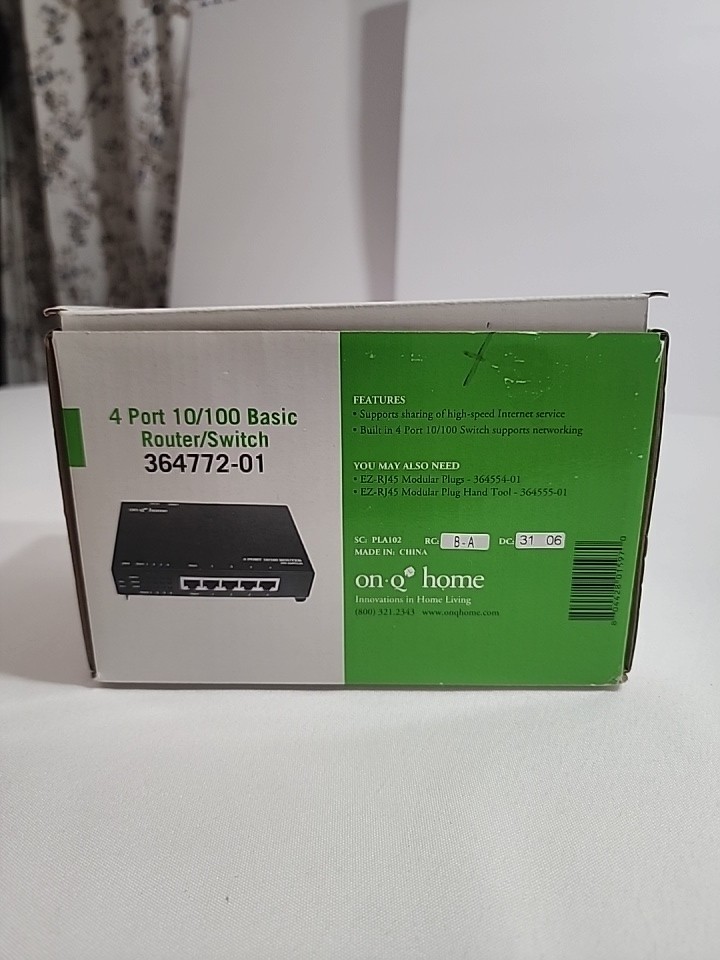 4 Port 10/100 Basic
Router/Switch
364772-01
on·Q home
FEATURES
• Supports sharing of high-speed Internet service
• Built in 4 Port 10/100 Switch supports networking
YOU MAY ALSO NEED
• EZ-RJ45 Modular Plugs - 364554-01
• EZ-RJ45 Modular Plug Hand Tool - 364555-01
SC: PLA102 RC: B-A DC: 31 06
MADE IN: CHINA
on·Q home
Innovations in Home Living
(800) 321.2343 www.onqhome.com